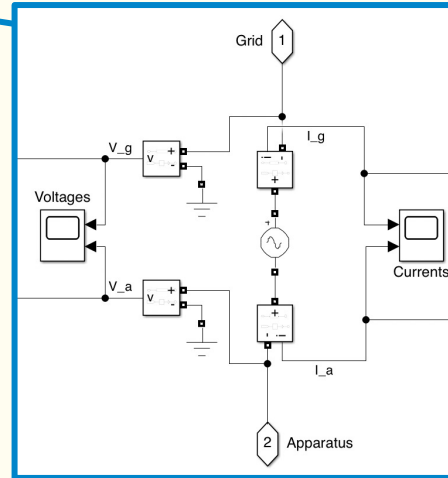 Grid 1
V_g
I_g
v + -
i - +
Voltages
+
Currents
V_a
v + -
+ - i
I_a
2 Apparatus